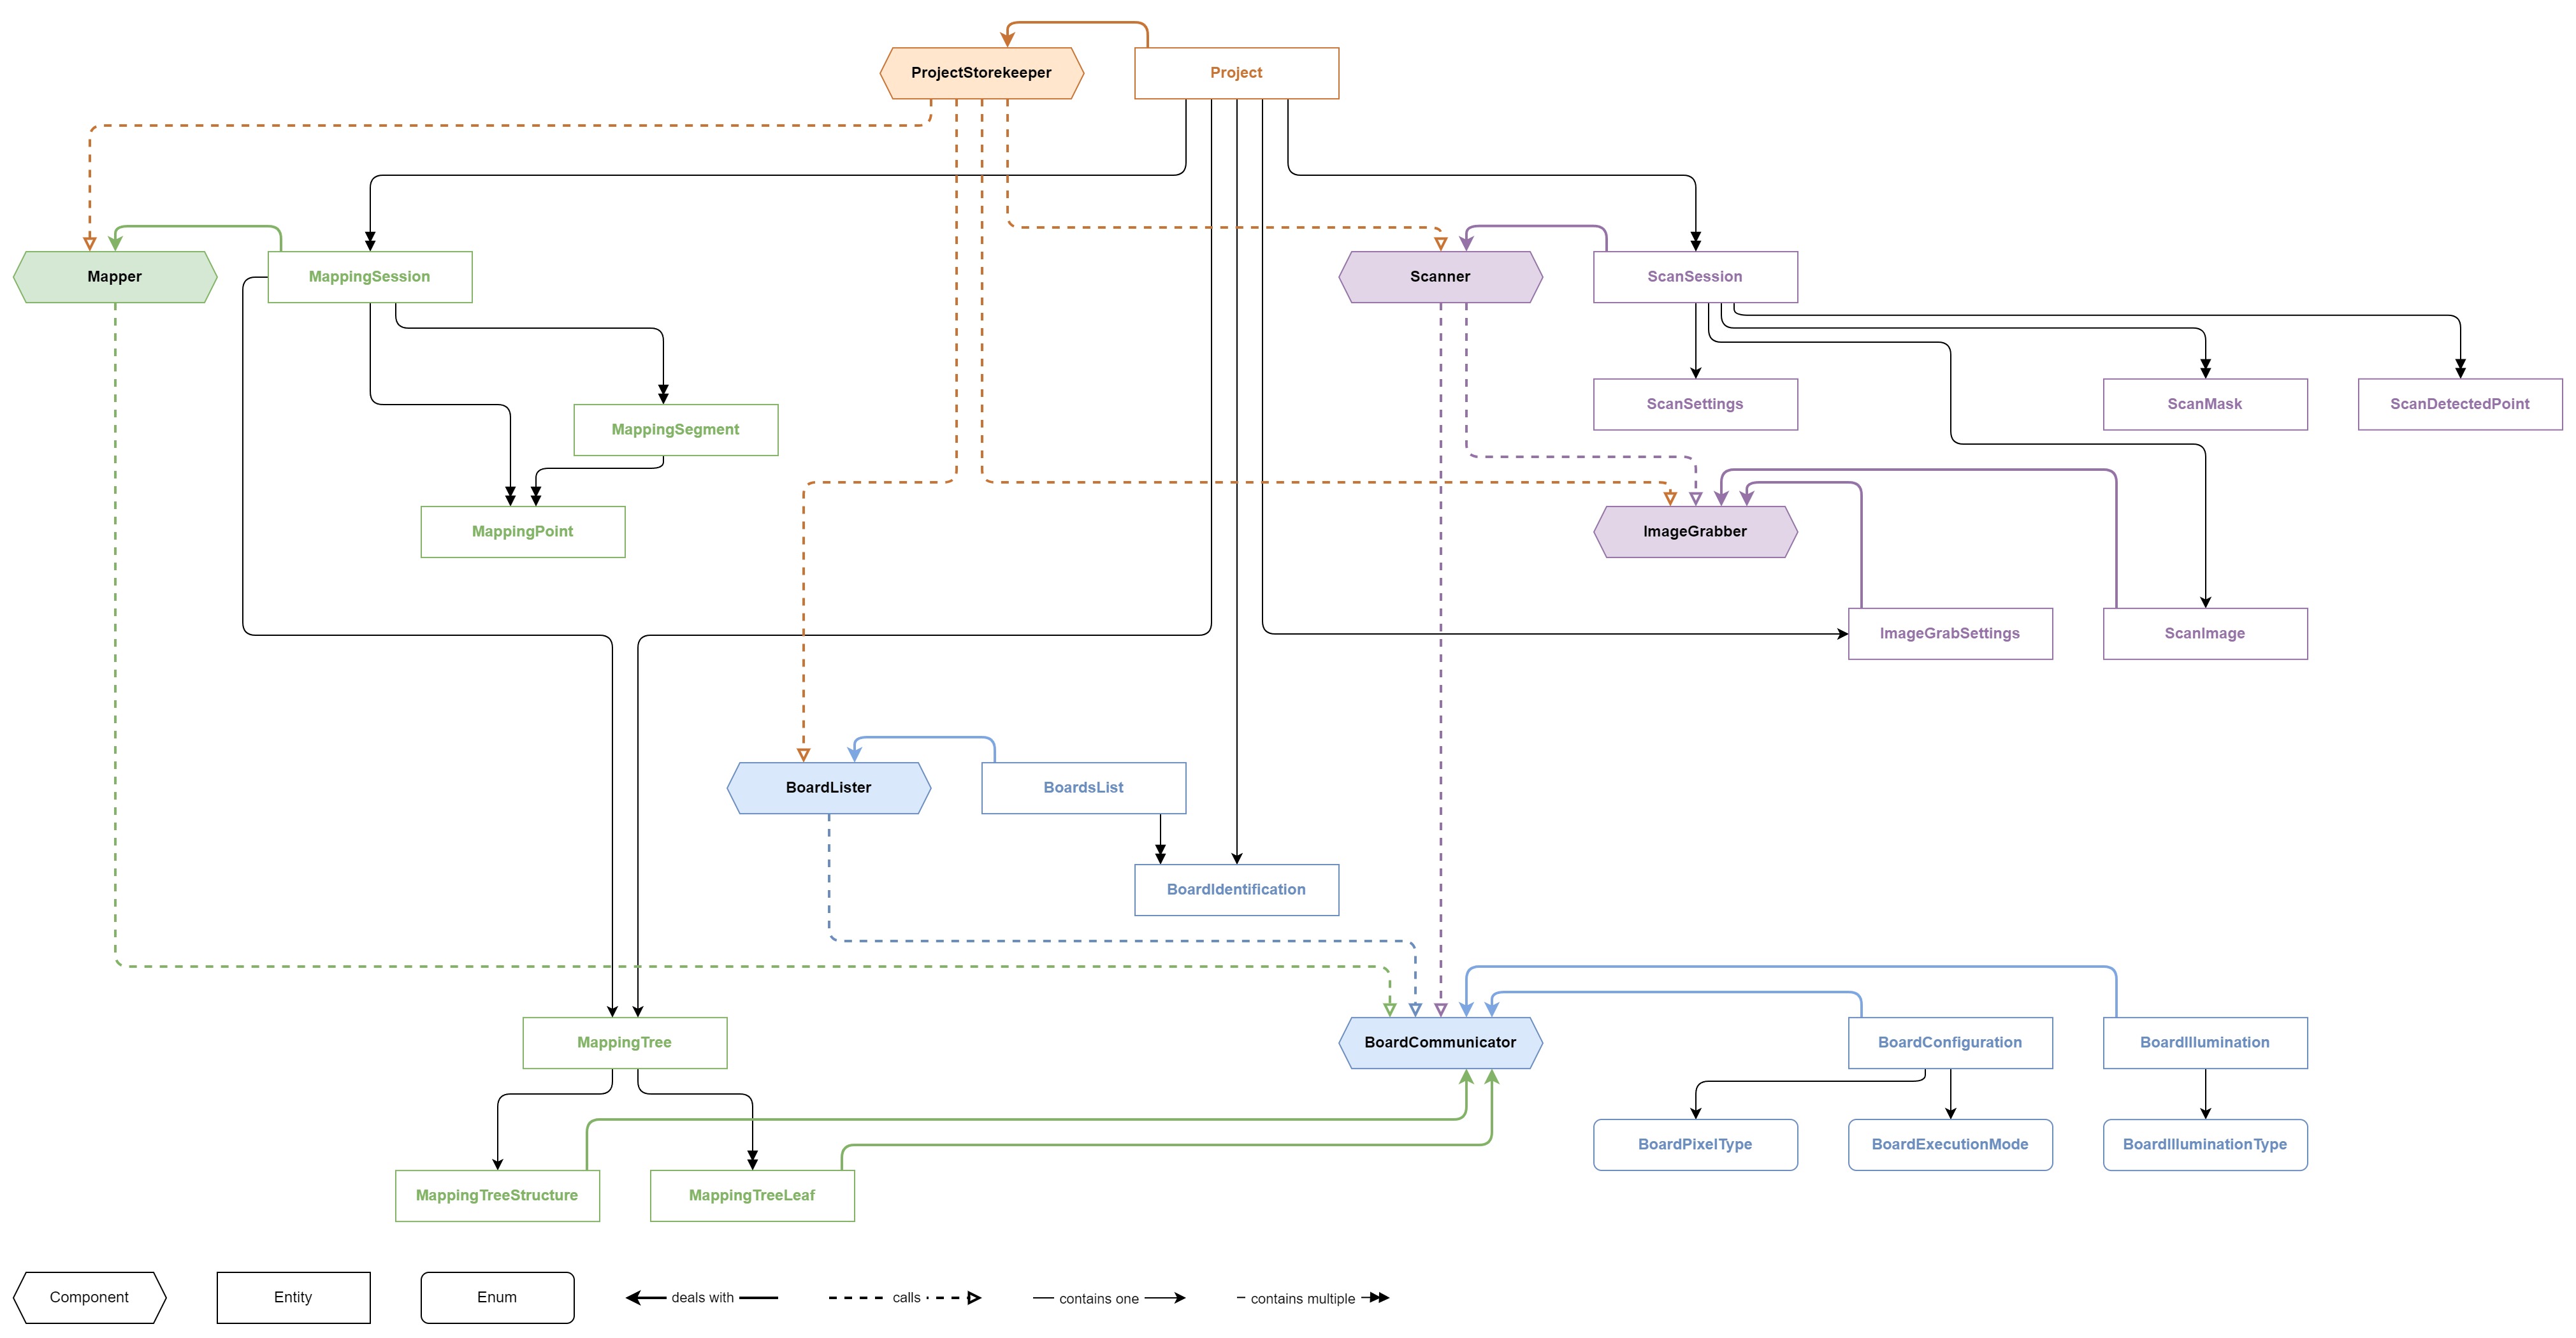 ProjectStorekeeper
Project
Mapper
MappingSession
Scanner
ScanSession
ScanSettings
ScanMask
ScanDetectedPoint
MappingSegment
MappingPoint
ImageGrabber
ImageGrabSettings
ScanImage
BoardLister
BoardsList
BoardIdentification
MappingTree
BoardCommunicator
BoardConfiguration
BoardIllumination
BoardPixelType
BoardExecutionMode
BoardIlluminationType
MappingTreeStructure
MappingTreeLeaf
Component
Entity
Enum
deals with
calls
contains one
contains multiple